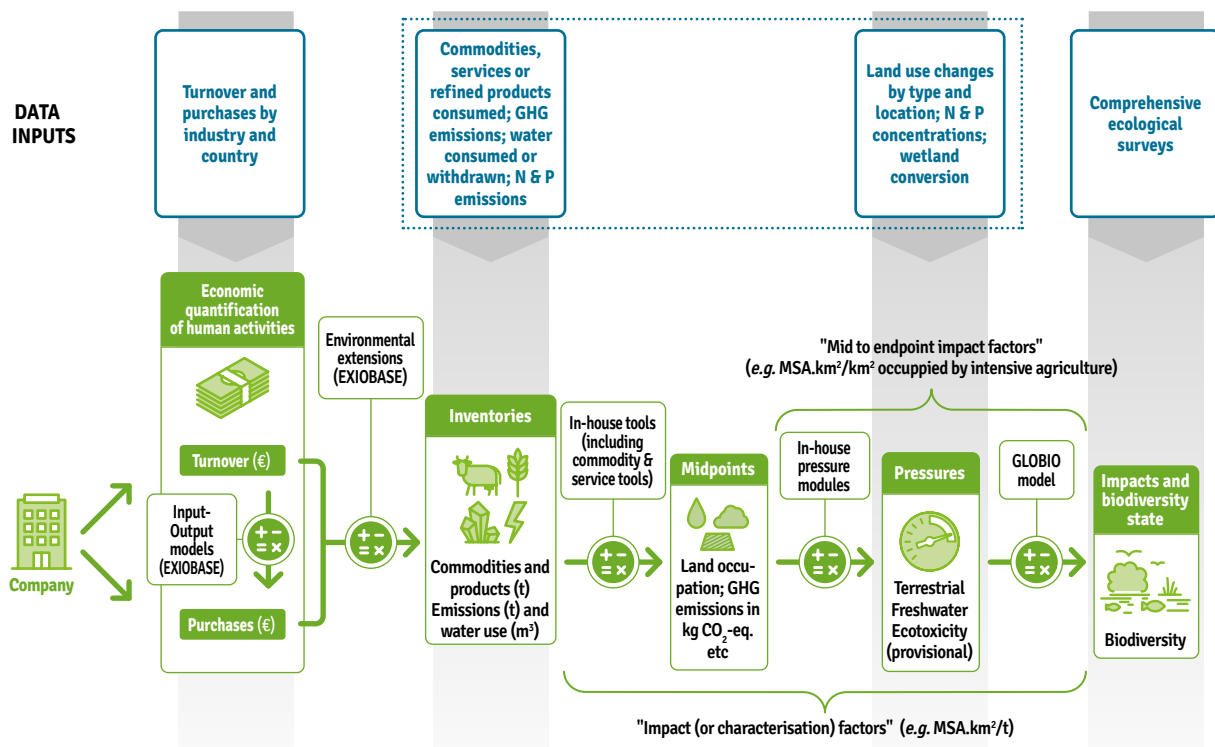 DATA
INPUTS
Turnover and
purchases by
industry and
country
Commodities,
services or
refined products
consumed; GHG
emissions; water
consumed or
withdrawn; N & P
emissions
Land use changes
by type and
location; N & P
concentrations;
wetland
conversion
Comprehensive
ecological
surveys
Economic
quantification
of human activities
Turnover (€)
Input-
Output
models
(EXIOBASE)
Purchases (€)
Company
Environmental
extensions
(EXIOBASE)
Inventories
Commodities and
products (t)
Emissions (t) and
water use (m³)
In-house tools
(including
commodity &
service tools)
Midpoints
Land occu-
pation; GHG
emissions in
kg CO₂-eq.
etc
"Mid to endpoint impact factors"
(e.g. MSA.km²/km² occuppied by intensive agriculture)
In-house
pressure
modules
Pressures
Terrestrial
Freshwater
Ecotoxicity
(provisional)
GLOBIO
model
Impacts and
biodiversity
state
Biodiversity
"Impact (or characterisation) factors" (e.g. MSA.km²/t)